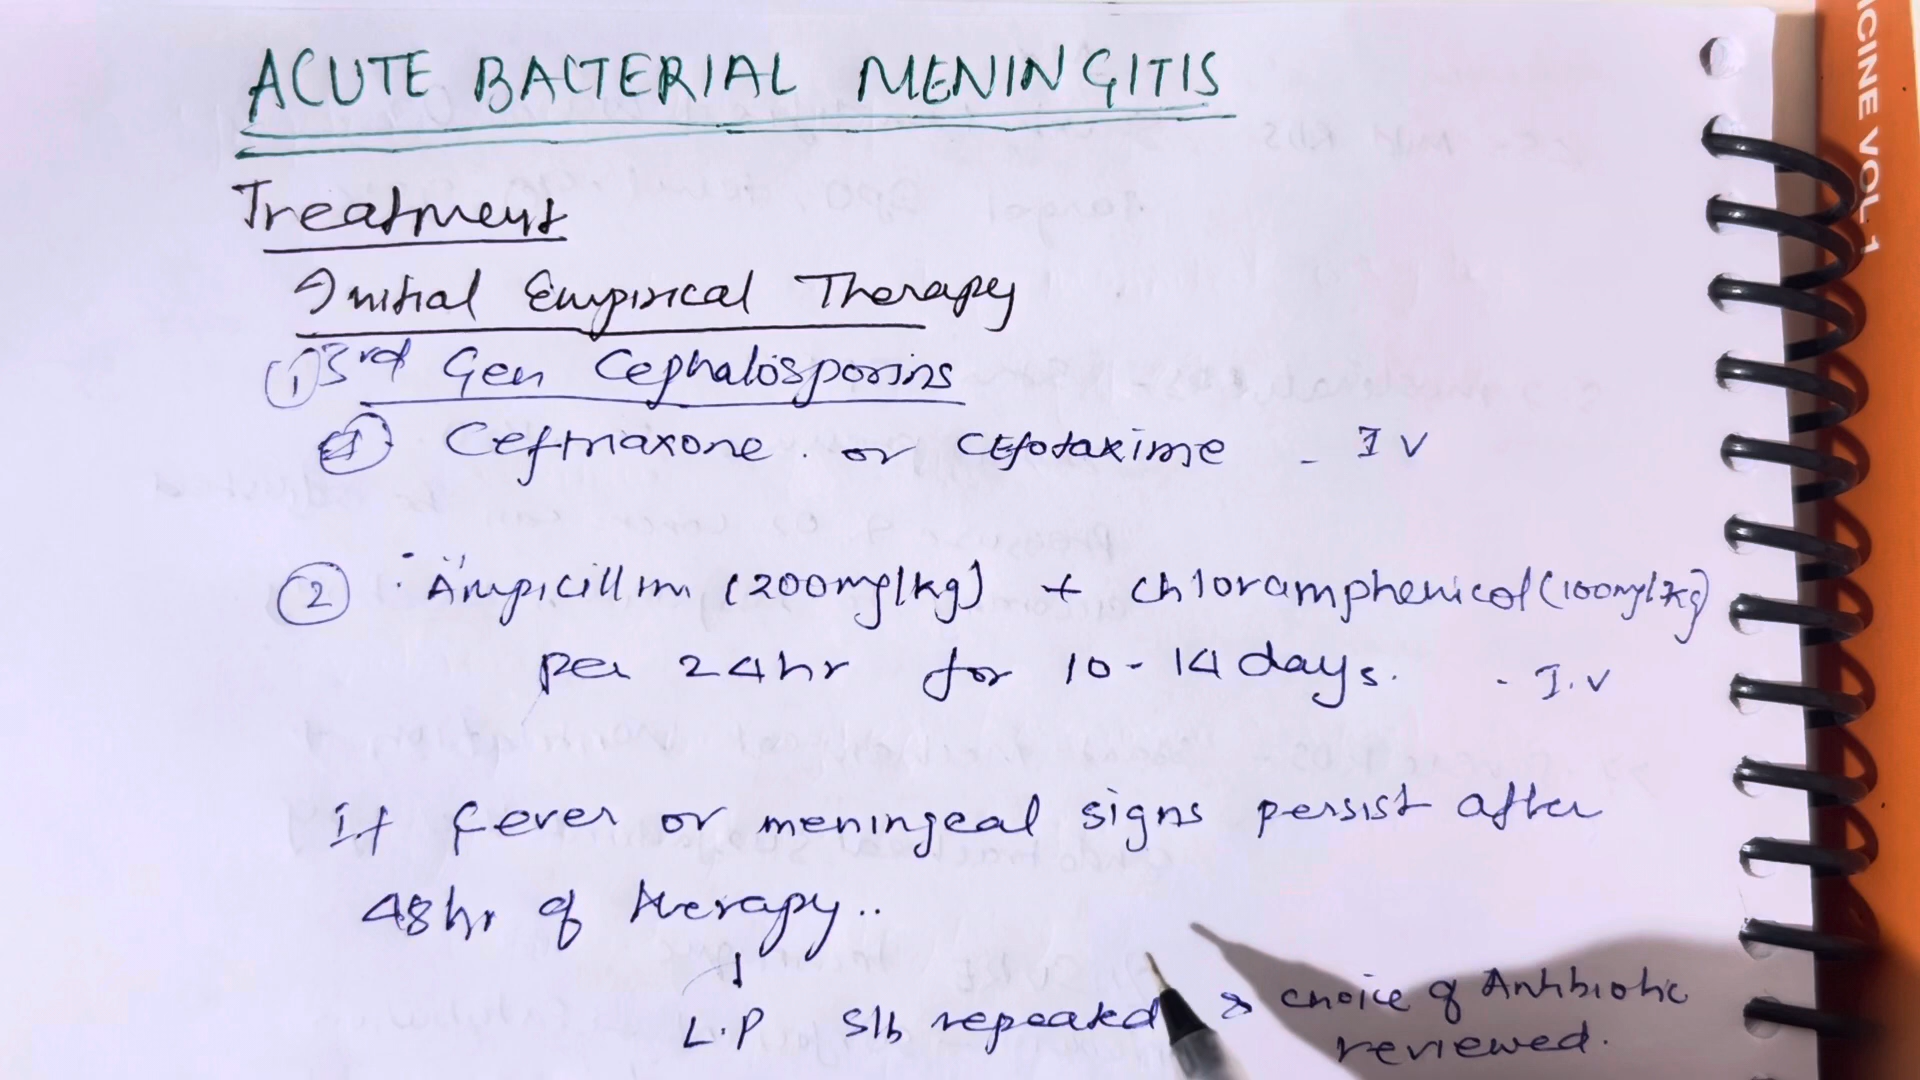 ACUTE BACTERIAL MENINGITIS
Treatment
Initial Empirical Therapy
① 3rd Gen Cephalosporins
Ceftriaxone. or CEfotaxime - IV
② Ampicillin (200mg/kg) + chloramphenicol (100mg/kg)
per 24hr for 10-14 days. - I.V
If fever or meningeal signs persist after
48hr of therapy..
↓
L.P S/b repeated & choice of Antibiotic
reviewed.
ICINE VOL 1